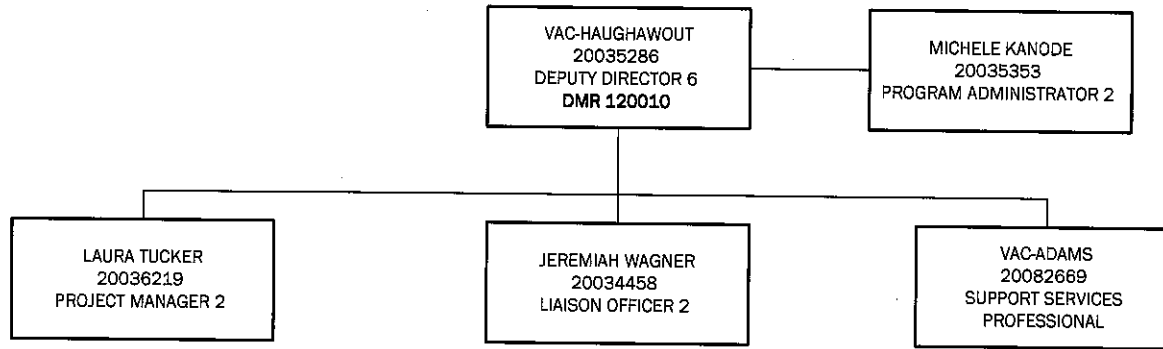 VAC-HAUGHAWOUT
20035286
DEPUTY DIRECTOR 6
DMR 120010
MICHELE KANODE
20035353
PROGRAM ADMINISTRATOR 2
LAURA TUCKER
20036219
PROJECT MANAGER 2
JEREMIAH WAGNER
20034458
LIAISON OFFICER 2
VAC-ADAMS
20082669
SUPPORT SERVICES
PROFESSIONAL